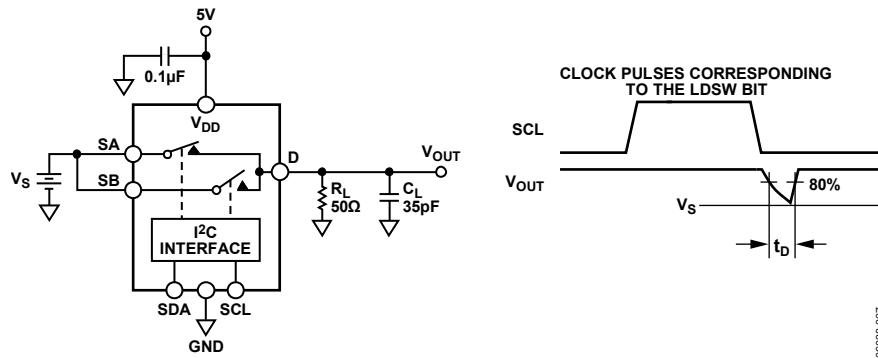 5V
0.1µF
VDD
SA
SB
VS
D
VOUT
RL
50Ω
CL
35pF
I2C
INTERFACE
SDA
SCL
GND
CLOCK PULSES CORRESPONDING
TO THE LDSW BIT
SCL
VOUT
80%
VS
tD